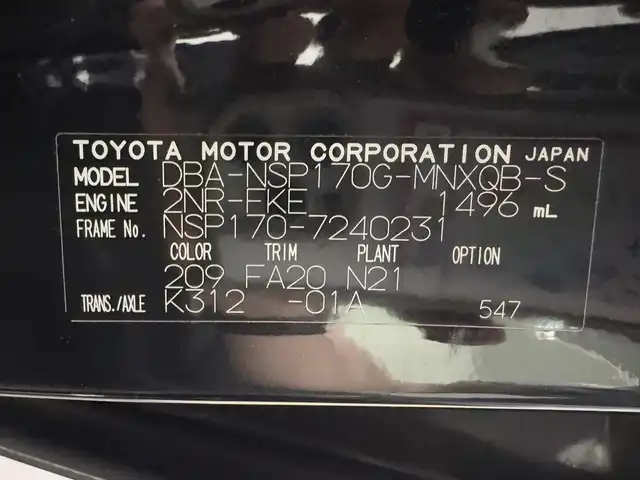 TOYOTA MOTOR CORPORATION JAPAN
MODEL DBA-NSP170G-MNXQB-S
ENGINE 2NR-FKE 1496 mL
FRAME No. NSP170-7240231
COLOR TRIM PLANT OPTION
209 FA20 N21
TRANS./AXLE K312 -01A 547